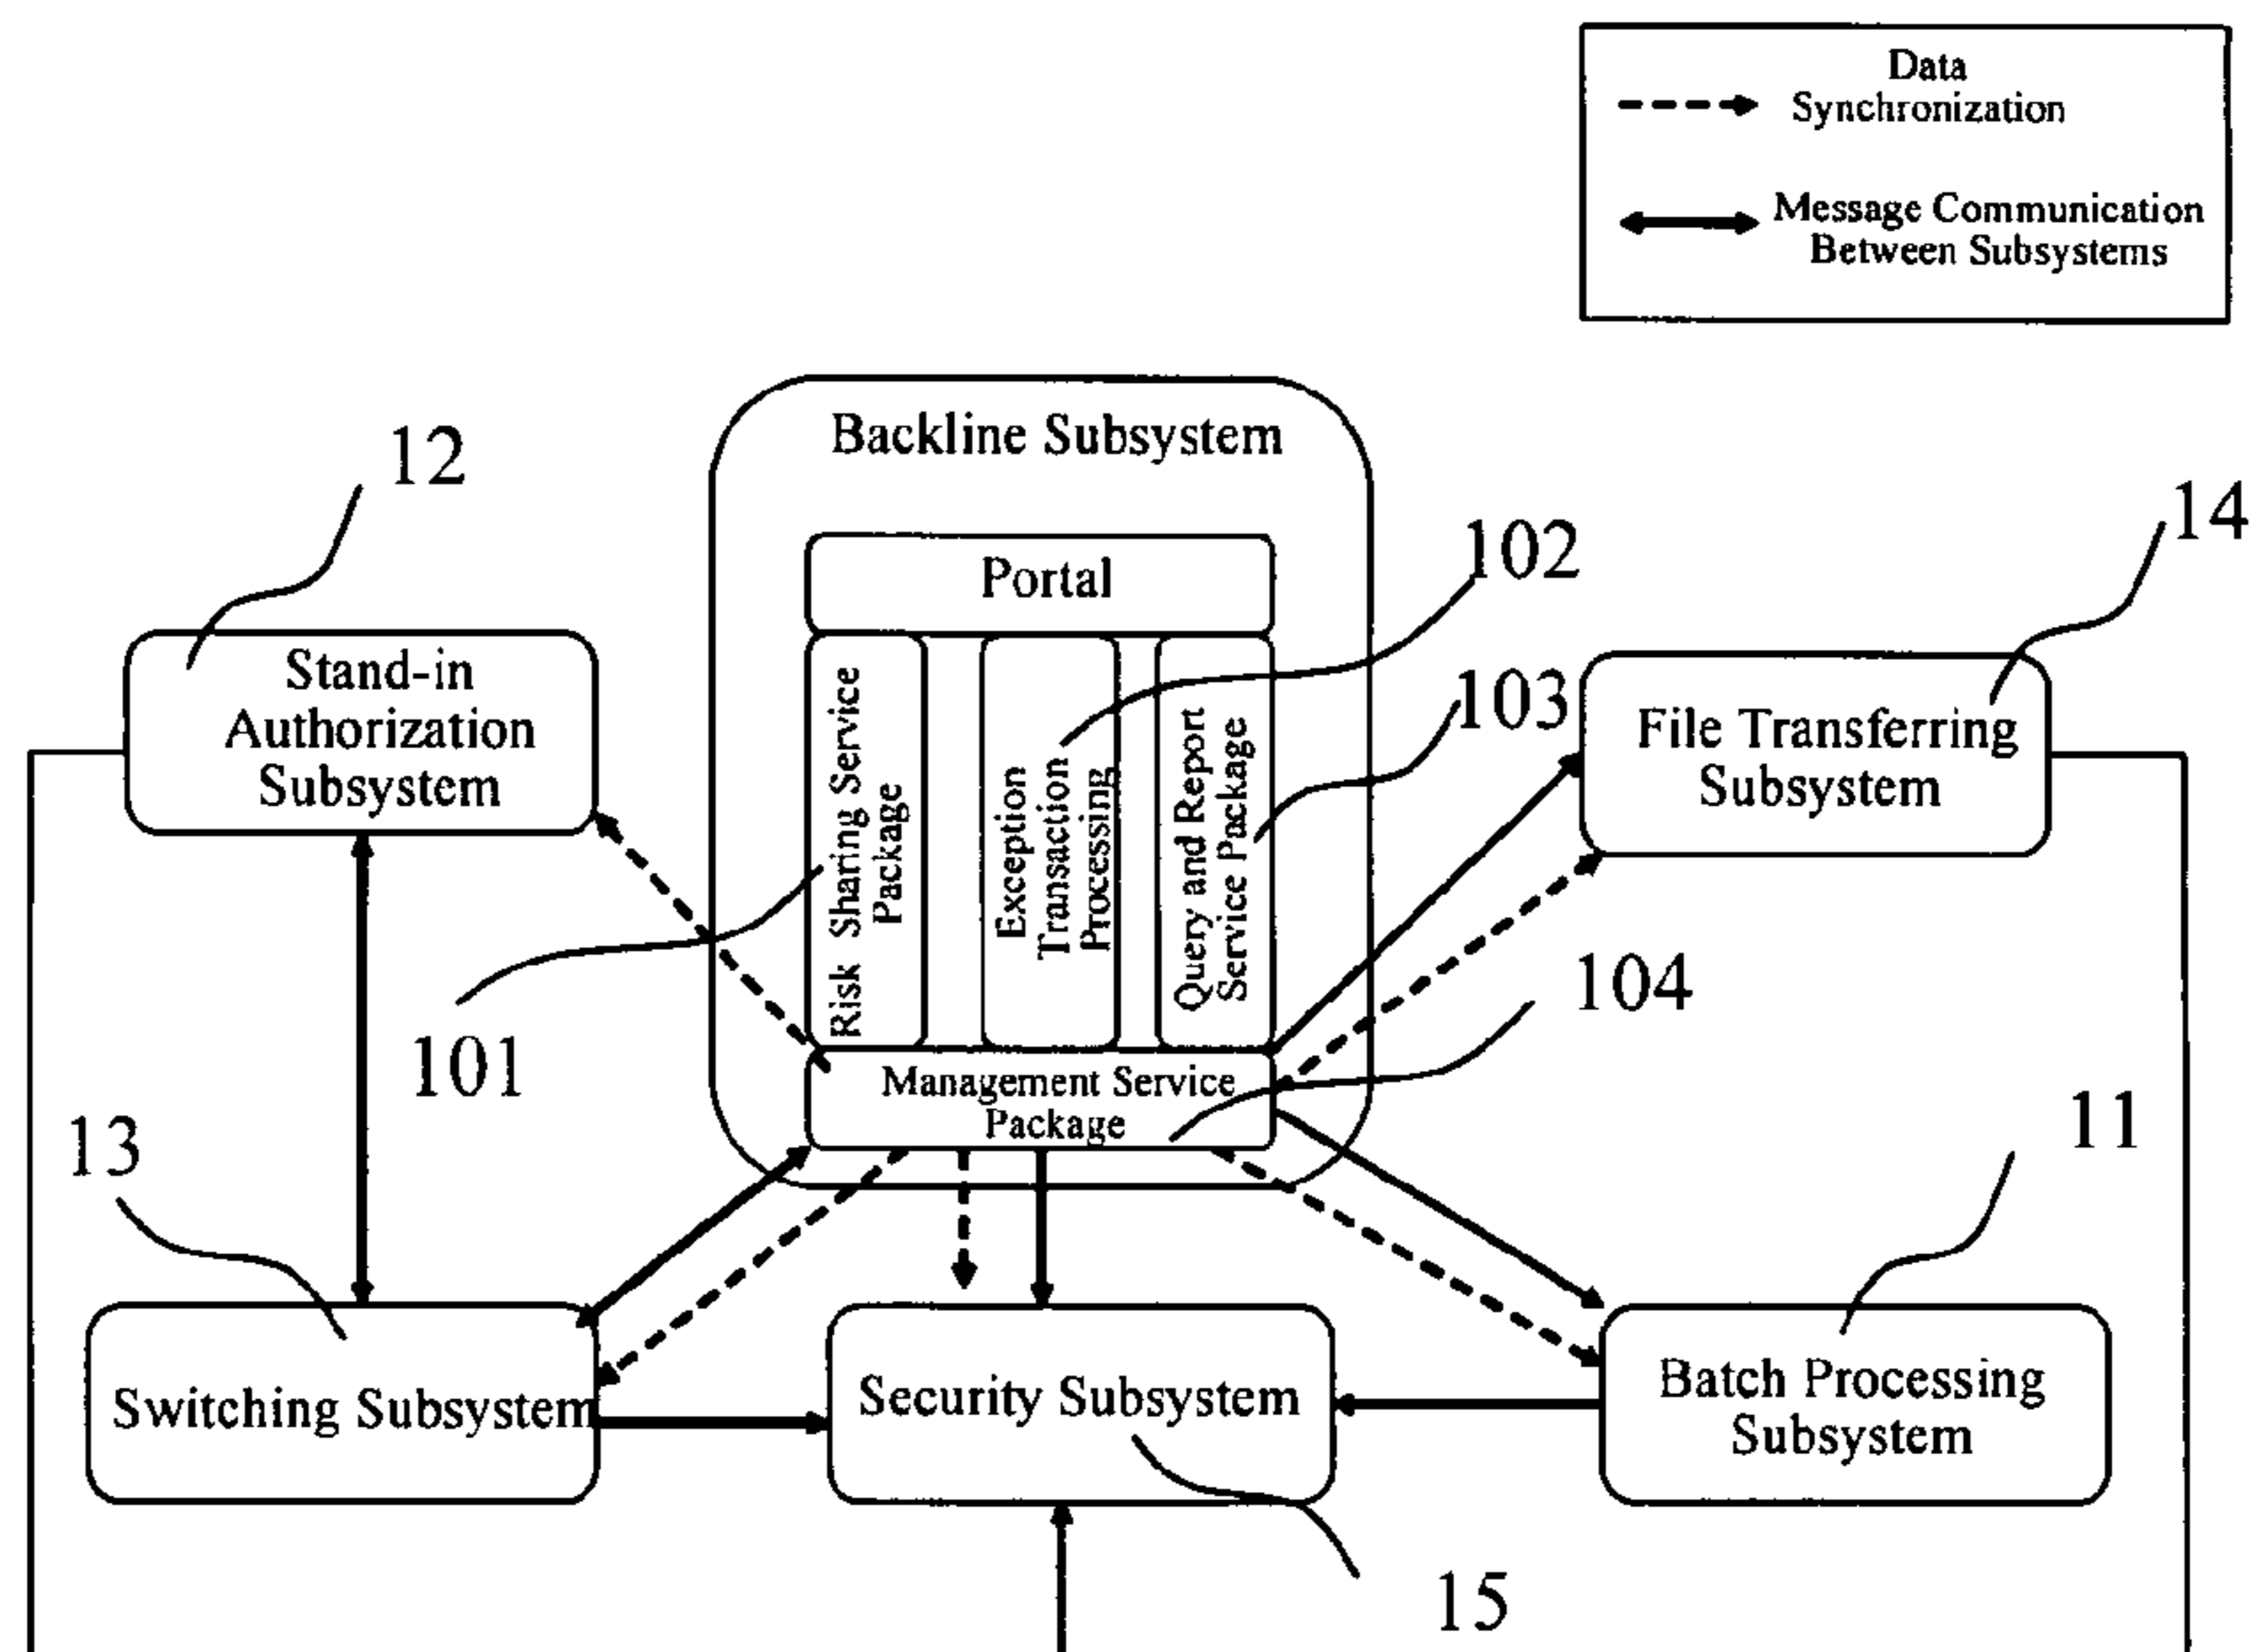 Data
Synchronization
Message Communication
Between Subsystems
Backline Subsystem
12
14
Portal
102
Stand-in
Authorization
Subsystem
103
File Transferring
Subsystem
Risk Sharing Service
Package
Exception
Transaction
Processing
Query and Report
Service Package
104
101
Management Service
Package
13
11
Switching Subsystem
Security Subsystem
Batch Processing
Subsystem
15